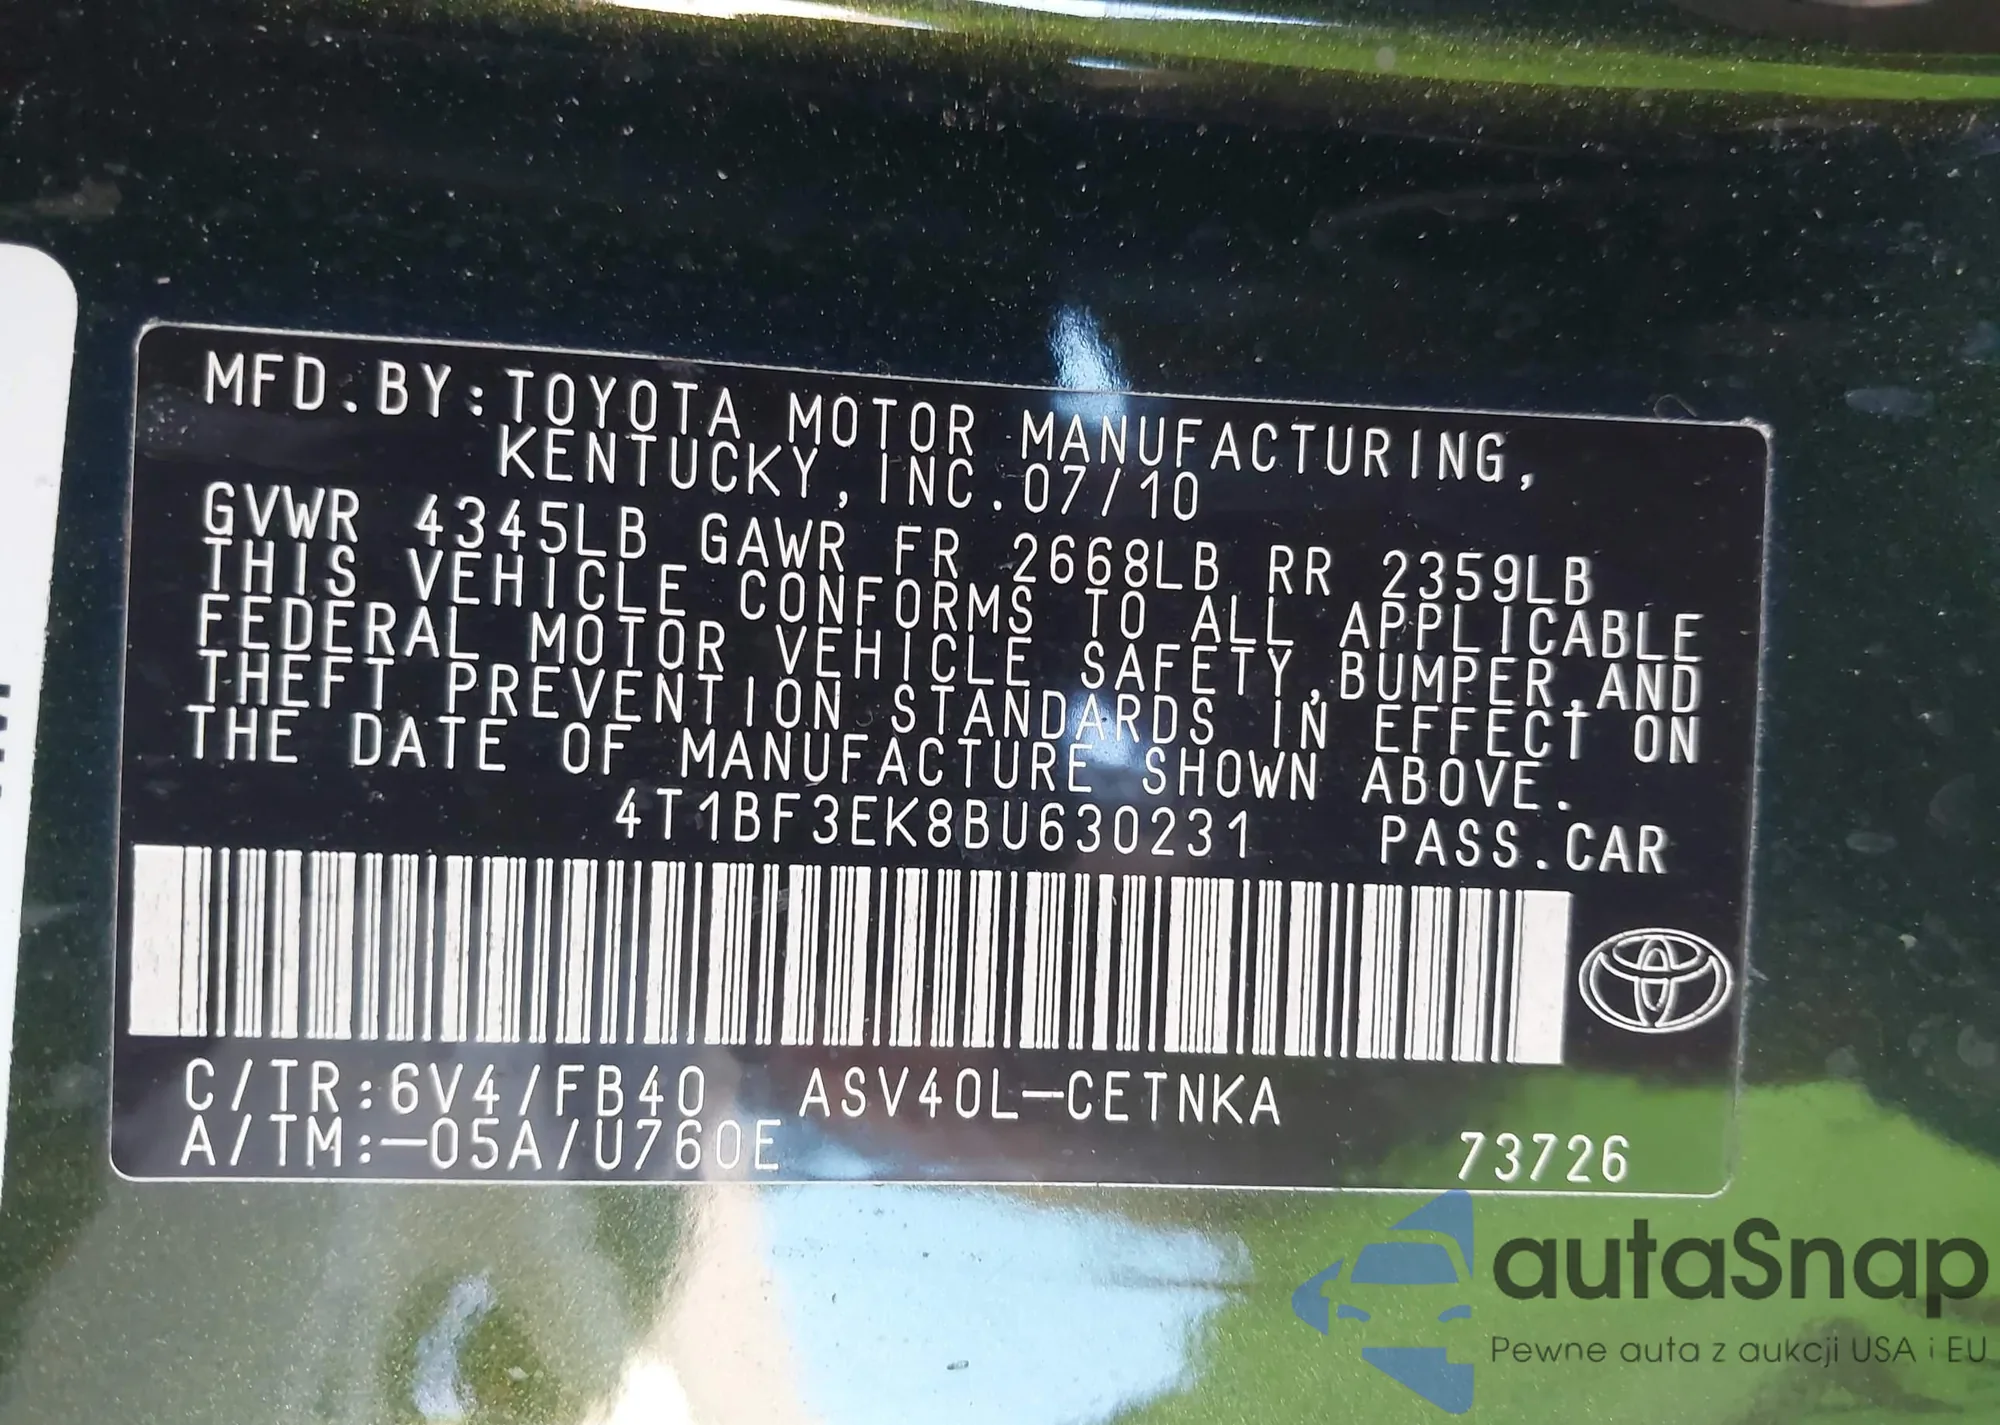 MFD.BY:TOYOTA MOTOR MANUFACTURING,
KENTUCKY,INC.07/10
GVWR 4345LB GAWR FR 2668LB RR 2359LB
THIS VEHICLE CONFORMS TO ALL APPLICABLE
FEDERAL MOTOR VEHICLE SAFETY,BUMPER,AND
THEFT PREVENTION STANDARDS IN EFFECT ON
THE DATE OF MANUFACTURE SHOWN ABOVE.
4T1BF3EK8BU630231 PASS.CAR
C/TR:6V4/FB40 ASV40L-CETNKA
A/TM:-05A/U760E 73726
autaSnap
Pewne auta z aukcji USA i EU